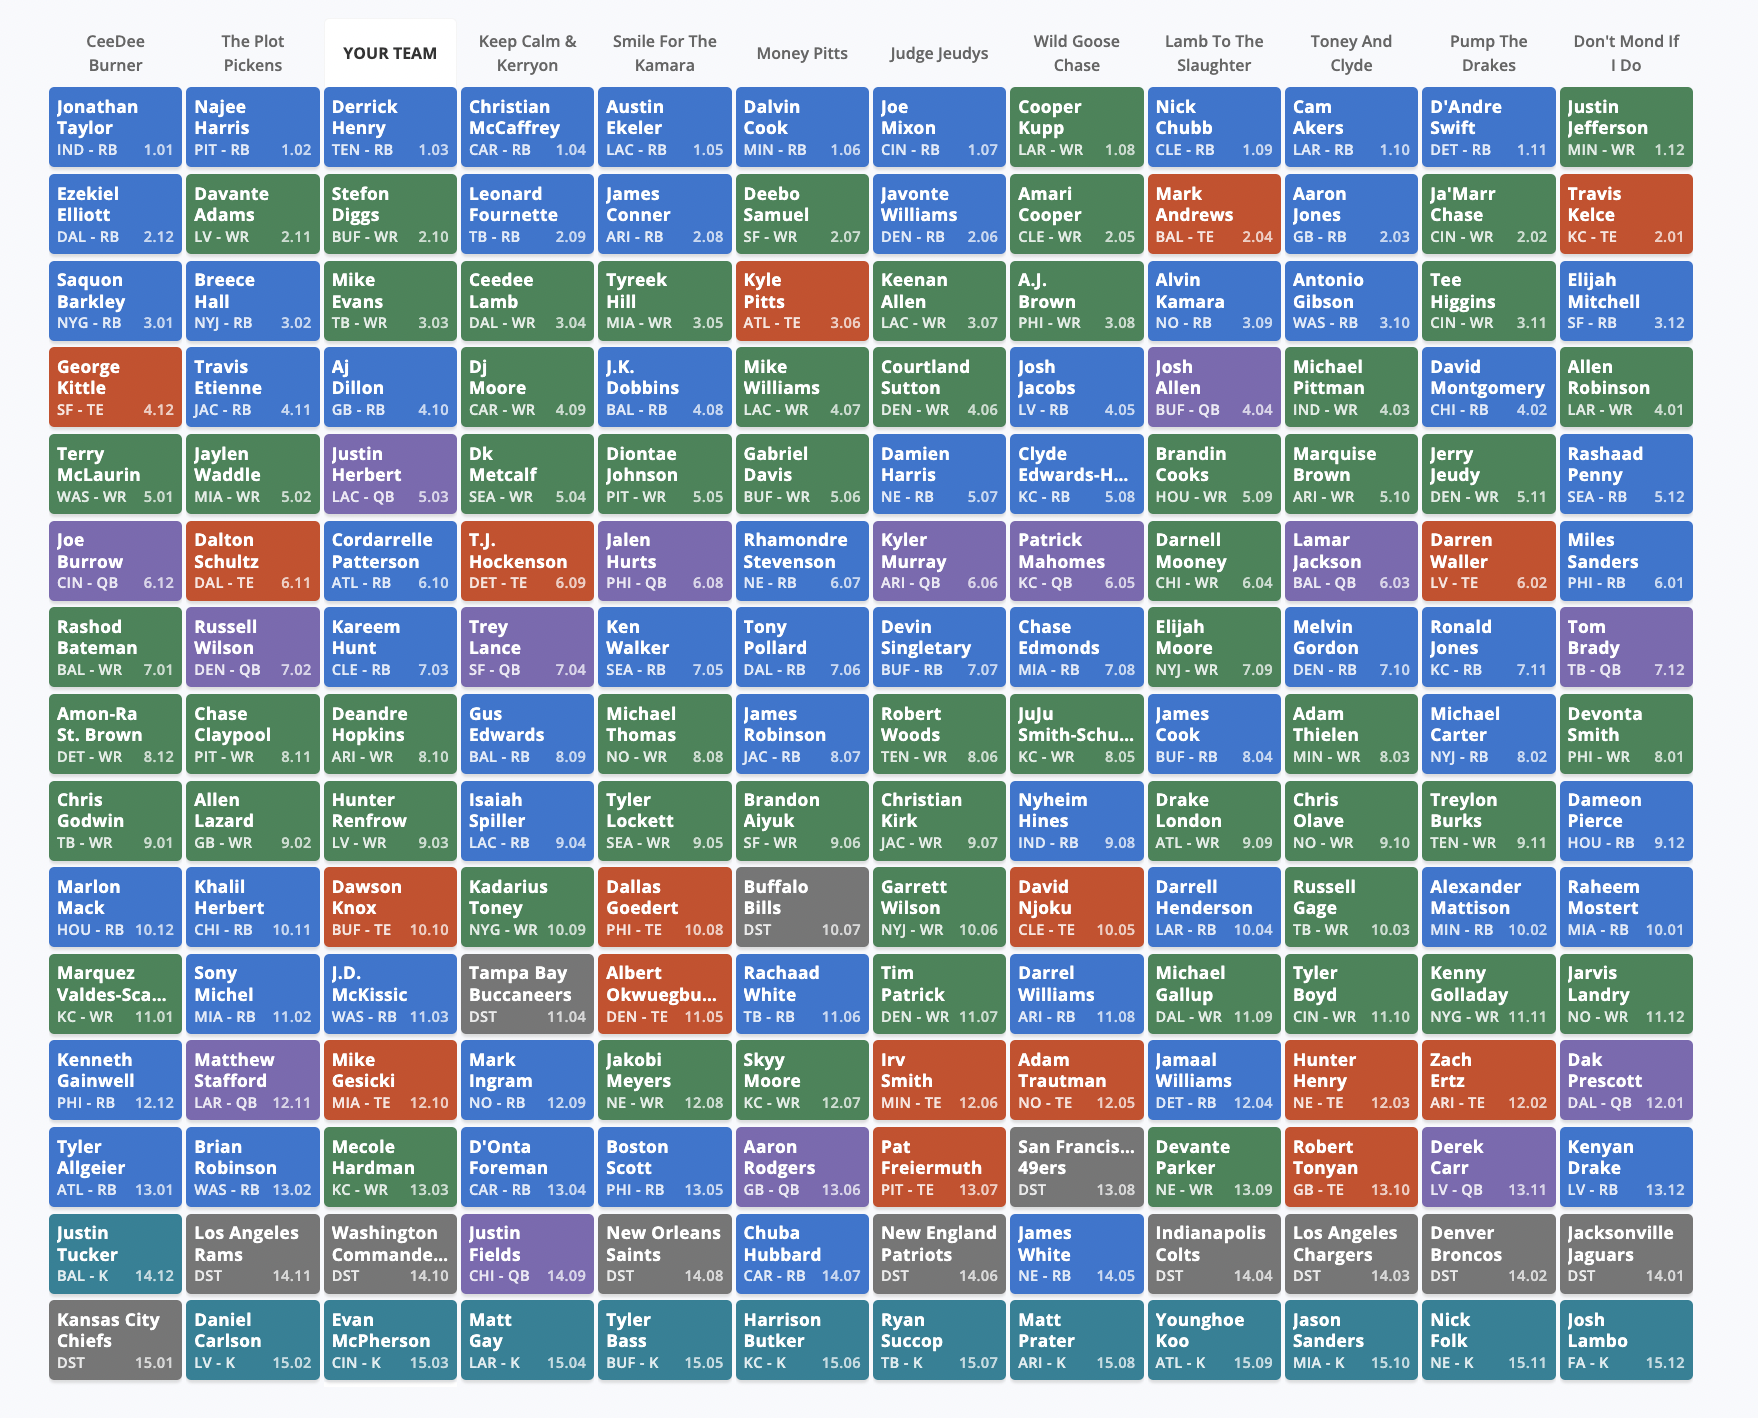 CeeDee
Burner
The Plot
Pickens
YOUR TEAM
Keep Calm &
Kerryon
Smile For The
Kamara
Money Pitts
Judge Jeudys
Wild Goose
Chase
Lamb To The
Slaughter
Toney And
Clyde
Pump The
Drakes
Don't Mond If
I Do
Jonathan
Taylor
IND - RB 1.01
Najee
Harris
PIT - RB 1.02
Derrick
Henry
TEN - RB 1.03
Christian
McCaffrey
CAR - RB 1.04
Austin
Ekeler
LAC - RB 1.05
Dalvin
Cook
MIN - RB 1.06
Joe
Mixon
CIN - RB 1.07
Cooper
Kupp
LAR - WR 1.08
Nick
Chubb
CLE - RB 1.09
Cam
Akers
LAR - RB 1.10
D'Andre
Swift
DET - RB 1.11
Justin
Jefferson
MIN - WR 1.12
Ezekiel
Elliott
DAL - RB 2.12
Davante
Adams
LV - WR 2.11
Stefon
Diggs
BUF - WR 2.10
Leonard
Fournette
TB - RB 2.09
James
Conner
ARI - RB 2.08
Deebo
Samuel
SF - WR 2.07
Javonte
Williams
DEN - RB 2.06
Amari
Cooper
CLE - WR 2.05
Mark
Andrews
BAL - TE 2.04
Aaron
Jones
GB - RB 2.03
Ja'Marr
Chase
CIN - WR 2.02
Travis
Kelce
KC - TE 2.01
Saquon
Barkley
NYG - RB 3.01
Breece
Hall
NYJ - RB 3.02
Mike
Evans
TB - WR 3.03
Ceedee
Lamb
DAL - WR 3.04
Tyreek
Hill
MIA - WR 3.05
Kyle
Pitts
ATL - TE 3.06
Keenan
Allen
LAC - WR 3.07
A.J.
Brown
PHI - WR 3.08
Alvin
Kamara
NO - RB 3.09
Antonio
Gibson
WAS - RB 3.10
Tee
Higgins
CIN - WR 3.11
Elijah
Mitchell
SF - RB 3.12
George
Kittle
SF - TE 4.12
Travis
Etienne
JAC - RB 4.11
Aj
Dillon
GB - RB 4.10
Dj
Moore
CAR - WR 4.09
J.K.
Dobbins
BAL - RB 4.08
Mike
Williams
LAC - WR 4.07
Courtland
Sutton
DEN - WR 4.06
Josh
Jacobs
LV - RB 4.05
Josh
Allen
BUF - QB 4.04
Michael
Pittman
IND - WR 4.03
David
Montgomery
CHI - RB 4.02
Allen
Robinson
LAR - WR 4.01
Terry
McLaurin
WAS - WR 5.01
Jaylen
Waddle
MIA - WR 5.02
Justin
Herbert
LAC - QB 5.03
Dk
Metcalf
SEA - WR 5.04
Diontae
Johnson
PIT - WR 5.05
Gabriel
Davis
BUF - WR 5.06
Damien
Harris
NE - RB 5.07
Clyde
Edwards-H...
KC - RB 5.08
Brandin
Cooks
HOU - WR 5.09
Marquise
Brown
ARI - WR 5.10
Jerry
Jeudy
DEN - WR 5.11
Rashaad
Penny
SEA - RB 5.12
Joe
Burrow
CIN - QB 6.12
Dalton
Schultz
DAL - TE 6.11
Cordarrelle
Patterson
ATL - RB 6.10
T.J.
Hockenson
DET - TE 6.09
Jalen
Hurts
PHI - QB 6.08
Rhamondre
Stevenson
NE - RB 6.07
Kyler
Murray
ARI - QB 6.06
Patrick
Mahomes
KC - QB 6.05
Darnell
Mooney
CHI - WR 6.04
Lamar
Jackson
BAL - QB 6.03
Darren
Waller
LV - TE 6.02
Miles
Sanders
PHI - RB 6.01
Rashod
Bateman
BAL - WR 7.01
Russell
Wilson
DEN - QB 7.02
Kareem
Hunt
CLE - RB 7.03
Trey
Lance
SF - QB 7.04
Ken
Walker
SEA - RB 7.05
Tony
Pollard
DAL - RB 7.06
Devin
Singletary
BUF - RB 7.07
Chase
Edmonds
MIA - RB 7.08
Elijah
Moore
NYJ - WR 7.09
Melvin
Gordon
DEN - RB 7.10
Ronald
Jones
KC - RB 7.11
Tom
Brady
TB - QB 7.12
Amon-Ra
St. Brown
DET - WR 8.12
Chase
Claypool
PIT - WR 8.11
Deandre
Hopkins
ARI - WR 8.10
Gus
Edwards
BAL - RB 8.09
Michael
Thomas
NO - WR 8.08
James
Robinson
JAC - RB 8.07
Robert
Woods
TEN - WR 8.06
JuJu
Smith-Schu...
KC - WR 8.05
James
Cook
BUF - RB 8.04
Adam
Thielen
MIN - WR 8.03
Michael
Carter
NYJ - RB 8.02
Devonta
Smith
PHI - WR 8.01
Chris
Godwin
TB - WR 9.01
Allen
Lazard
GB - WR 9.02
Hunter
Renfrow
LV - WR 9.03
Isaiah
Spiller
LAC - RB 9.04
Tyler
Lockett
SEA - WR 9.05
Brandon
Aiyuk
SF - WR 9.06
Christian
Kirk
JAC - WR 9.07
Nyheim
Hines
IND - RB 9.08
Drake
London
ATL - WR 9.09
Chris
Olave
NO - WR 9.10
Treylon
Burks
TEN - WR 9.11
Dameon
Pierce
HOU - RB 9.12
Marlon
Mack
HOU - RB 10.12
Khalil
Herbert
CHI - RB 10.11
Dawson
Knox
BUF - TE 10.10
Kadarius
Toney
NYG - WR 10.09
Dallas
Goedert
PHI - TE 10.08
Buffalo
Bills
DST 10.07
Garrett
Wilson
NYJ - WR 10.06
David
Njoku
CLE - TE 10.05
Darrell
Henderson
LAR - RB 10.04
Russell
Gage
TB - WR 10.03
Alexander
Mattison
MIN - RB 10.02
Raheem
Mostert
MIA - RB 10.01
Marquez
Valdes-Sca...
KC - WR 11.01
Sony
Michel
MIA - RB 11.02
J.D.
McKissic
WAS - RB 11.03
Tampa Bay
Buccaneers
DST 11.04
Albert
Okwuegbu...
DEN - TE 11.05
Rachaad
White
TB - RB 11.06
Tim
Patrick
DEN - WR 11.07
Darrel
Williams
ARI - RB 11.08
Michael
Gallup
DAL - WR 11.09
Tyler
Boyd
CIN - WR 11.10
Kenny
Golladay
NYG - WR 11.11
Jarvis
Landry
NO - WR 11.12
Kenneth
Gainwell
PHI - RB 12.12
Matthew
Stafford
LAR - QB 12.11
Mike
Gesicki
MIA - TE 12.10
Mark
Ingram
NO - RB 12.09
Jakobi
Meyers
NE - WR 12.08
Skyy
Moore
KC - WR 12.07
Irv
Smith
MIN - TE 12.06
Adam
Trautman
NO - TE 12.05
Jamaal
Williams
DET - RB 12.04
Hunter
Henry
NE - TE 12.03
Zach
Ertz
ARI - TE 12.02
Dak
Prescott
DAL - QB 12.01
Tyler
Allgeier
ATL - RB 13.01
Brian
Robinson
WAS - RB 13.02
Mecole
Hardman
KC - WR 13.03
D'Onta
Foreman
CAR - RB 13.04
Boston
Scott
PHI - RB 13.05
Aaron
Rodgers
GB - QB 13.06
Pat
Freiermuth
PIT - TE 13.07
San Francis...
49ers
DST 13.08
Devante
Parker
NE - WR 13.09
Robert
Tonyan
GB - TE 13.10
Derek
Carr
LV - QB 13.11
Kenyan
Drake
LV - RB 13.12
Justin
Tucker
BAL - K 14.12
Los Angeles
Rams
DST 14.11
Washington
Commande...
DST 14.10
Justin
Fields
CHI - QB 14.09
New Orleans
Saints
DST 14.08
Chuba
Hubbard
CAR - RB 14.07
New England
Patriots
DST 14.06
James
White
NE - RB 14.05
Indianapolis
Colts
DST 14.04
Los Angeles
Chargers
DST 14.03
Denver
Broncos
DST 14.02
Jacksonville
Jaguars
DST 14.01
Kansas City
Chiefs
DST 15.01
Daniel
Carlson
LV - K 15.02
Evan
McPherson
CIN - K 15.03
Matt
Gay
LAR - K 15.04
Tyler
Bass
BUF - K 15.05
Harrison
Butker
KC - K 15.06
Ryan
Succop
TB - K 15.07
Matt
Prater
ARI - K 15.08
Younghoe
Koo
ATL - K 15.09
Jason
Sanders
MIA - K 15.10
Nick
Folk
NE - K 15.11
Josh
Lambo
FA - K 15.12